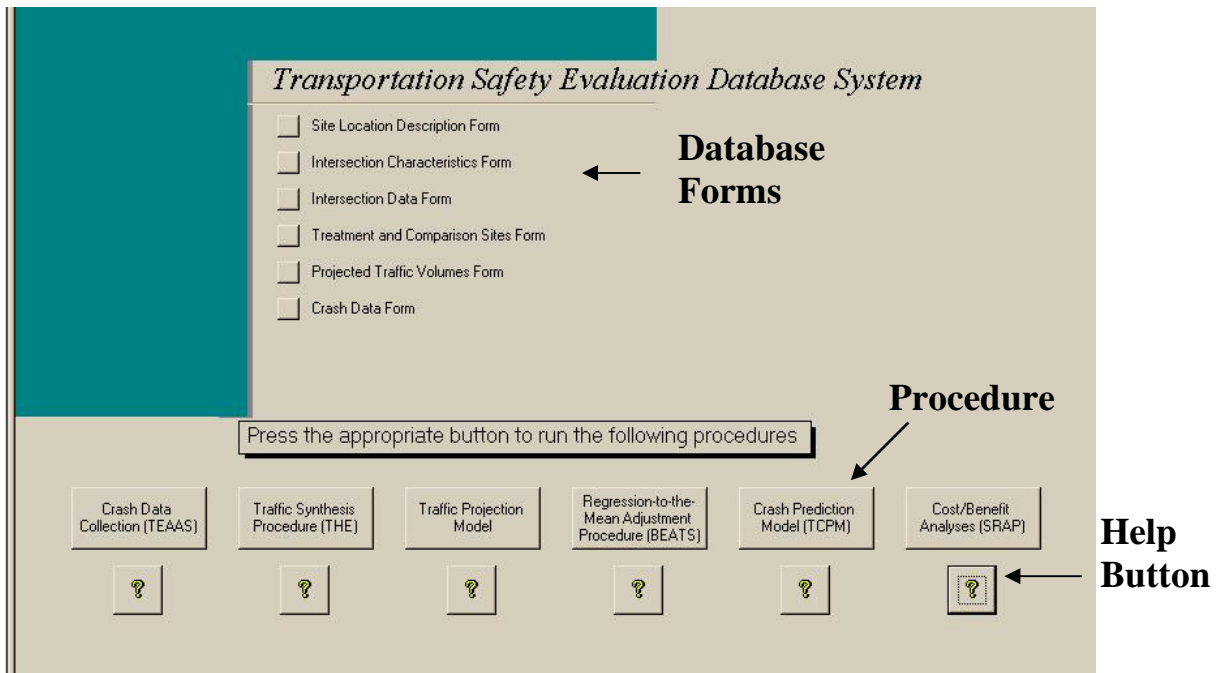 Transportation Safety Evaluation Database System
Site Location Description Form
Intersection Characteristics Form
Intersection Data Form
Treatment and Comparison Sites Form
Projected Traffic Volumes Form
Crash Data Form
Database
Forms
Procedure
Press the appropriate button to run the following procedures
Crash Data
Collection (TEAAS)
Traffic Synthesis
Procedure (THE)
Traffic Projection
Model
Regression-to-the-
Mean Adjustment
Procedure (BEATS)
Crash Prediction
Model (TCPM)
Cost/Benefit
Analyses (SRAP)
? ? ? ? ? ?
Help
Button